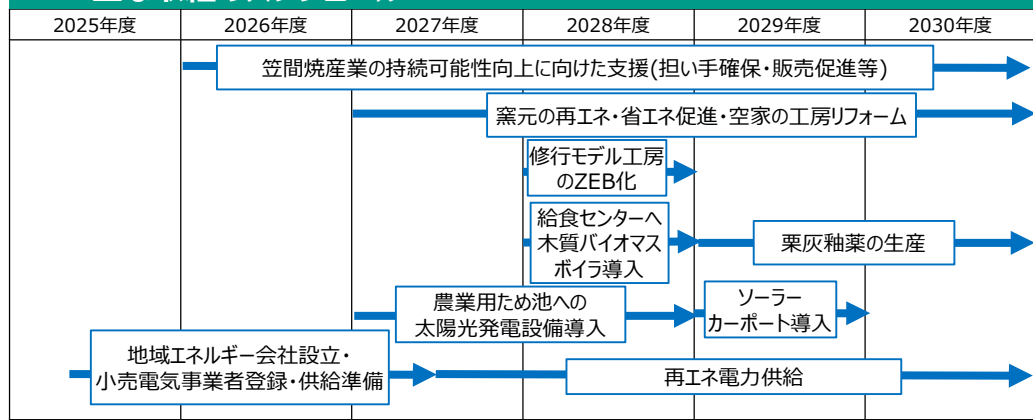 2025年度
2026年度
2027年度
2028年度
2029年度
2030年度
笠間焼産業の持続可能性向上に向けた支援(担い手確保・販売促進等)
窯元の再エネ・省エネ促進・空家の工房リフォーム
修行モデル工房
のZEB化
給食センターへ
木質バイオマス
ボイラ導入
栗灰釉薬の生産
農業用ため池への
太陽光発電設備導入
ソーラー
カーポート導入
地域エネルギー会社設立・
小売電気事業者登録・供給準備
再エネ電力供給